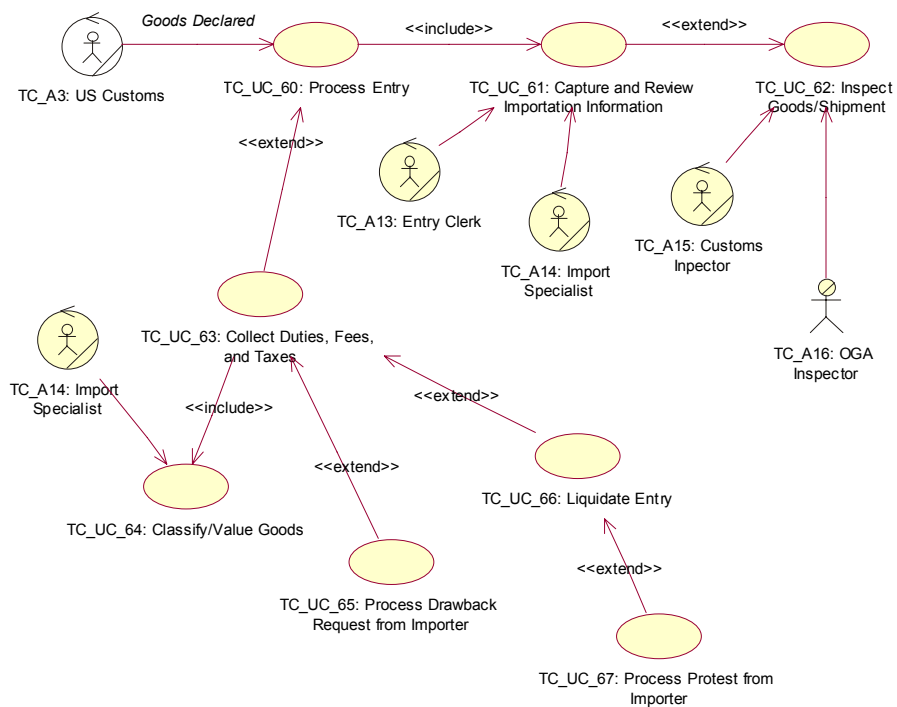 Goods Declared
<<include>>
<<extend>>
TC_A3: US Customs
TC_UC_60: Process Entry
TC_UC_61: Capture and Review
Importation Information
TC_UC_62: Inspect
Goods/Shipment
<<extend>>
TC_A13: Entry Clerk
TC_A14: Import
Specialist
TC_A15: Customs
Inpector
TC_A16: OGA
Inspector
TC_UC_63: Collect Duties, Fees,
and Taxes
TC_A14: Import
Specialist
<<include>>
<<extend>>
<<extend>>
TC_UC_64: Classify/Value Goods
TC_UC_66: Liquidate Entry
<<extend>>
TC_UC_65: Process Drawback
Request from Importer
TC_UC_67: Process Protest from
Importer